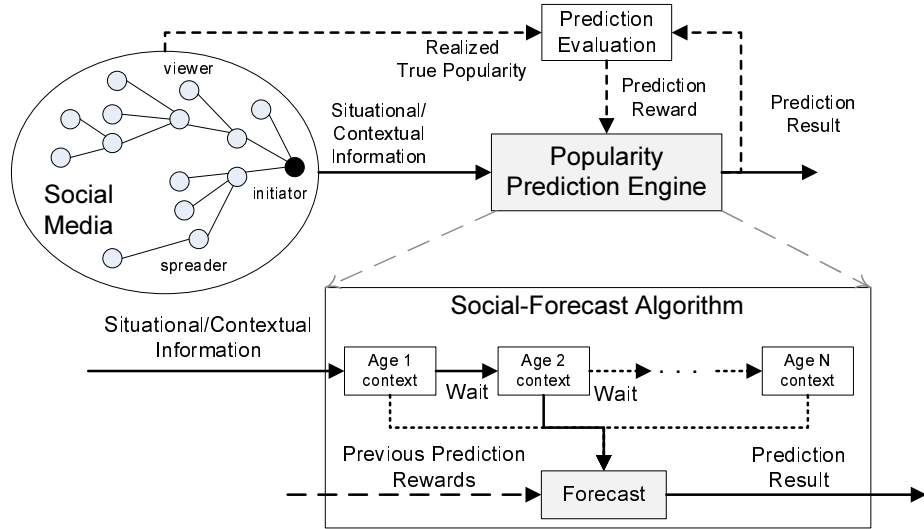 Prediction
Evaluation
Realized
True Popularity
viewer
Prediction
Reward
Situational/
Contextual
Information
Prediction
Result
Popularity
Prediction Engine
Social
Media
initiator
spreader
Social-Forecast Algorithm
Situational/Contextual
Information
Age 1
context
Wait
Age 2
context
Wait
. . .
Age N
context
Previous Prediction
Rewards
Forecast
Prediction
Result